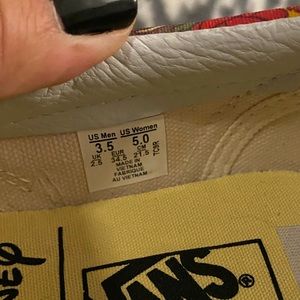 US Men US Women
3.5 5.0
UK EUR CM
2.5 34.5 21.5
MADE IN
VIETNAM
FABRIQUÉ
AU VIETNAM
VANS